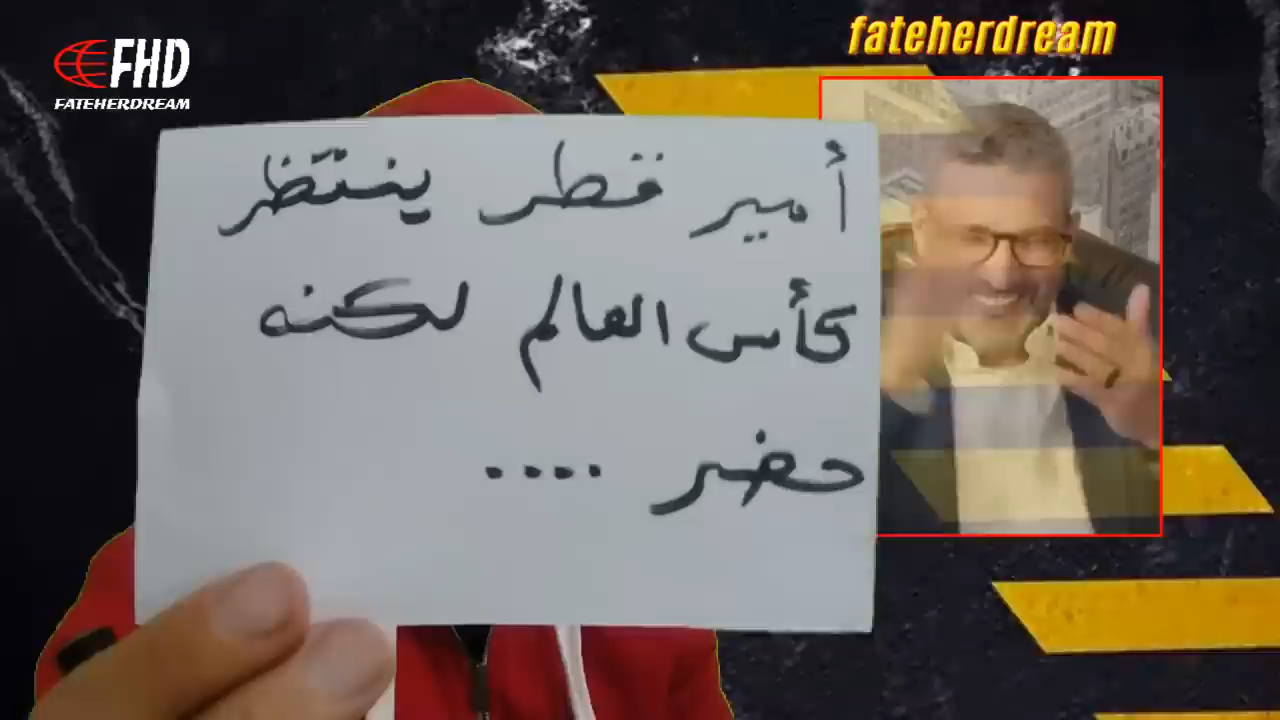 FHD
FATEHERDREAM
fateherdream
أمير قطر ينتظر
كأس العالم لكنه
حضر ....